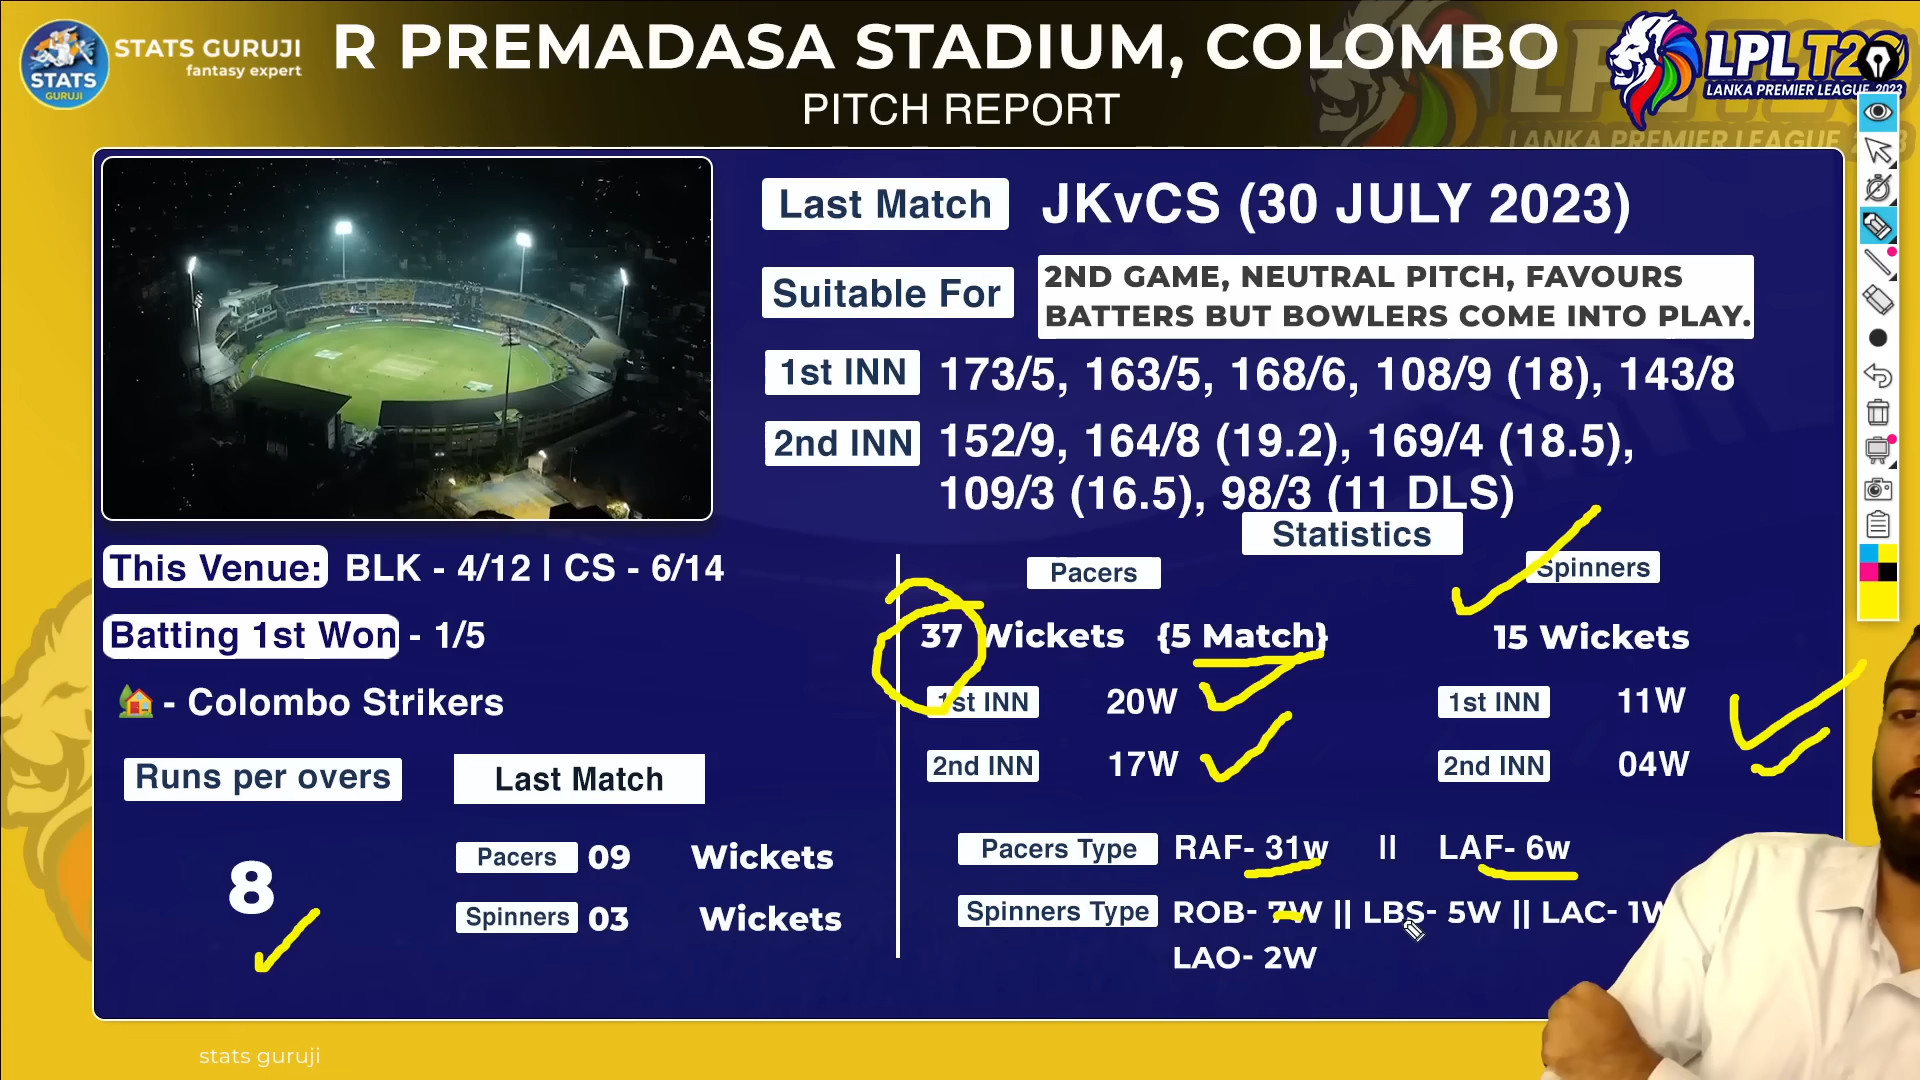 STATS GURUJI
fantasy expert
STATS
GURUJI
R PREMADASA STADIUM, COLOMBO
PITCH REPORT
LPL T20
LANKA PREMIER LEAGUE 2023
LANKA PREMIER LEAGUE
Last Match JKvCS (30 JULY 2023)
Suitable For 2ND GAME, NEUTRAL PITCH, FAVOURS
BATTERS BUT BOWLERS COME INTO PLAY.
1st INN 173/5, 163/5, 168/6, 108/9 (18), 143/8
2nd INN 152/9, 164/8 (19.2), 169/4 (18.5),
109/3 (16.5), 98/3 (11 DLS)
This Venue: BLK - 4/12 | CS - 6/14
Batting 1st Won - 1/5
- Colombo Strikers
Runs per overs Last Match
8
Pacers 09 Wickets
Spinners 03 Wickets
Statistics
Pacers Spinners
37 Wickets {5 Match} 15 Wickets
1st INN 20W 1st INN 11W
2nd INN 17W 2nd INN 04W
Pacers Type RAF- 31w || LAF- 6w
Spinners Type ROB- 7W || LBS- 5W || LAC- 1W
LAO- 2W
stats guruji